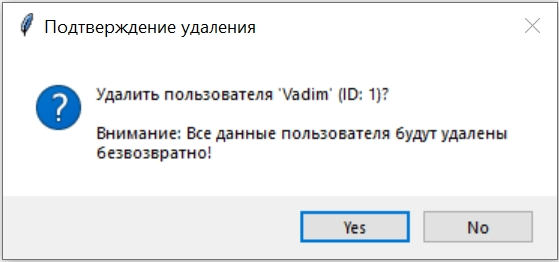 Подтверждение удаления
Удалить пользователя 'Vadim' (ID: 1)?
Внимание: Все данные пользователя будут удалены
безвозвратно!
Yes
No